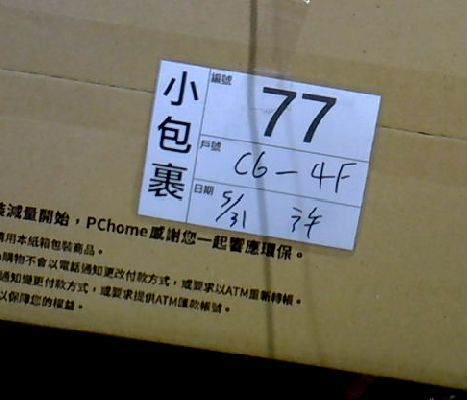 小包裹
編號
77
戶號
C6-4F
日期
5/31 許
裝減量開始，PChome感謝您一起響應環保。
用本紙箱包裝商品。
購物不會以電話通知更改付款方式，或要求以ATM重新轉帳。
通知變更付款方式，或要求提供ATM匯款帳號。
以保障您的權益。